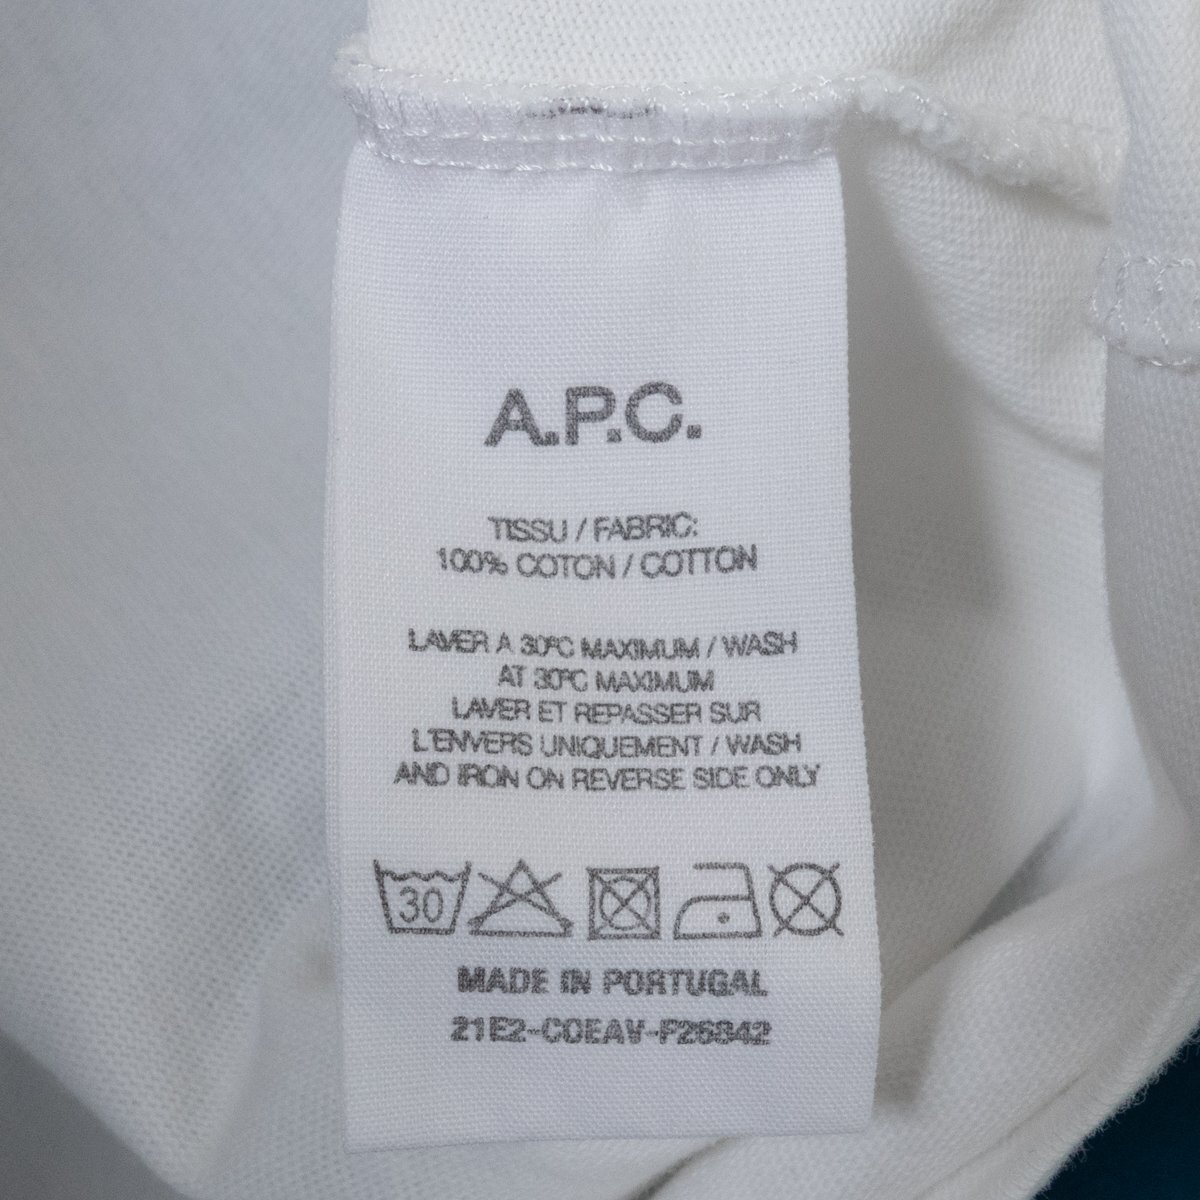 A.P.C.
TISSU / FABRIC:
100% COTON / COTTON
LAVER A 30°C MAXIMUM / WASH
AT 30°C MAXIMUM
LAVER ET REPASSER SUR
L'ENVERS UNIQUEMENT / WASH
AND IRON ON REVERSE SIDE ONLY
30
MADE IN PORTUGAL
21E2-COEAV-F26842